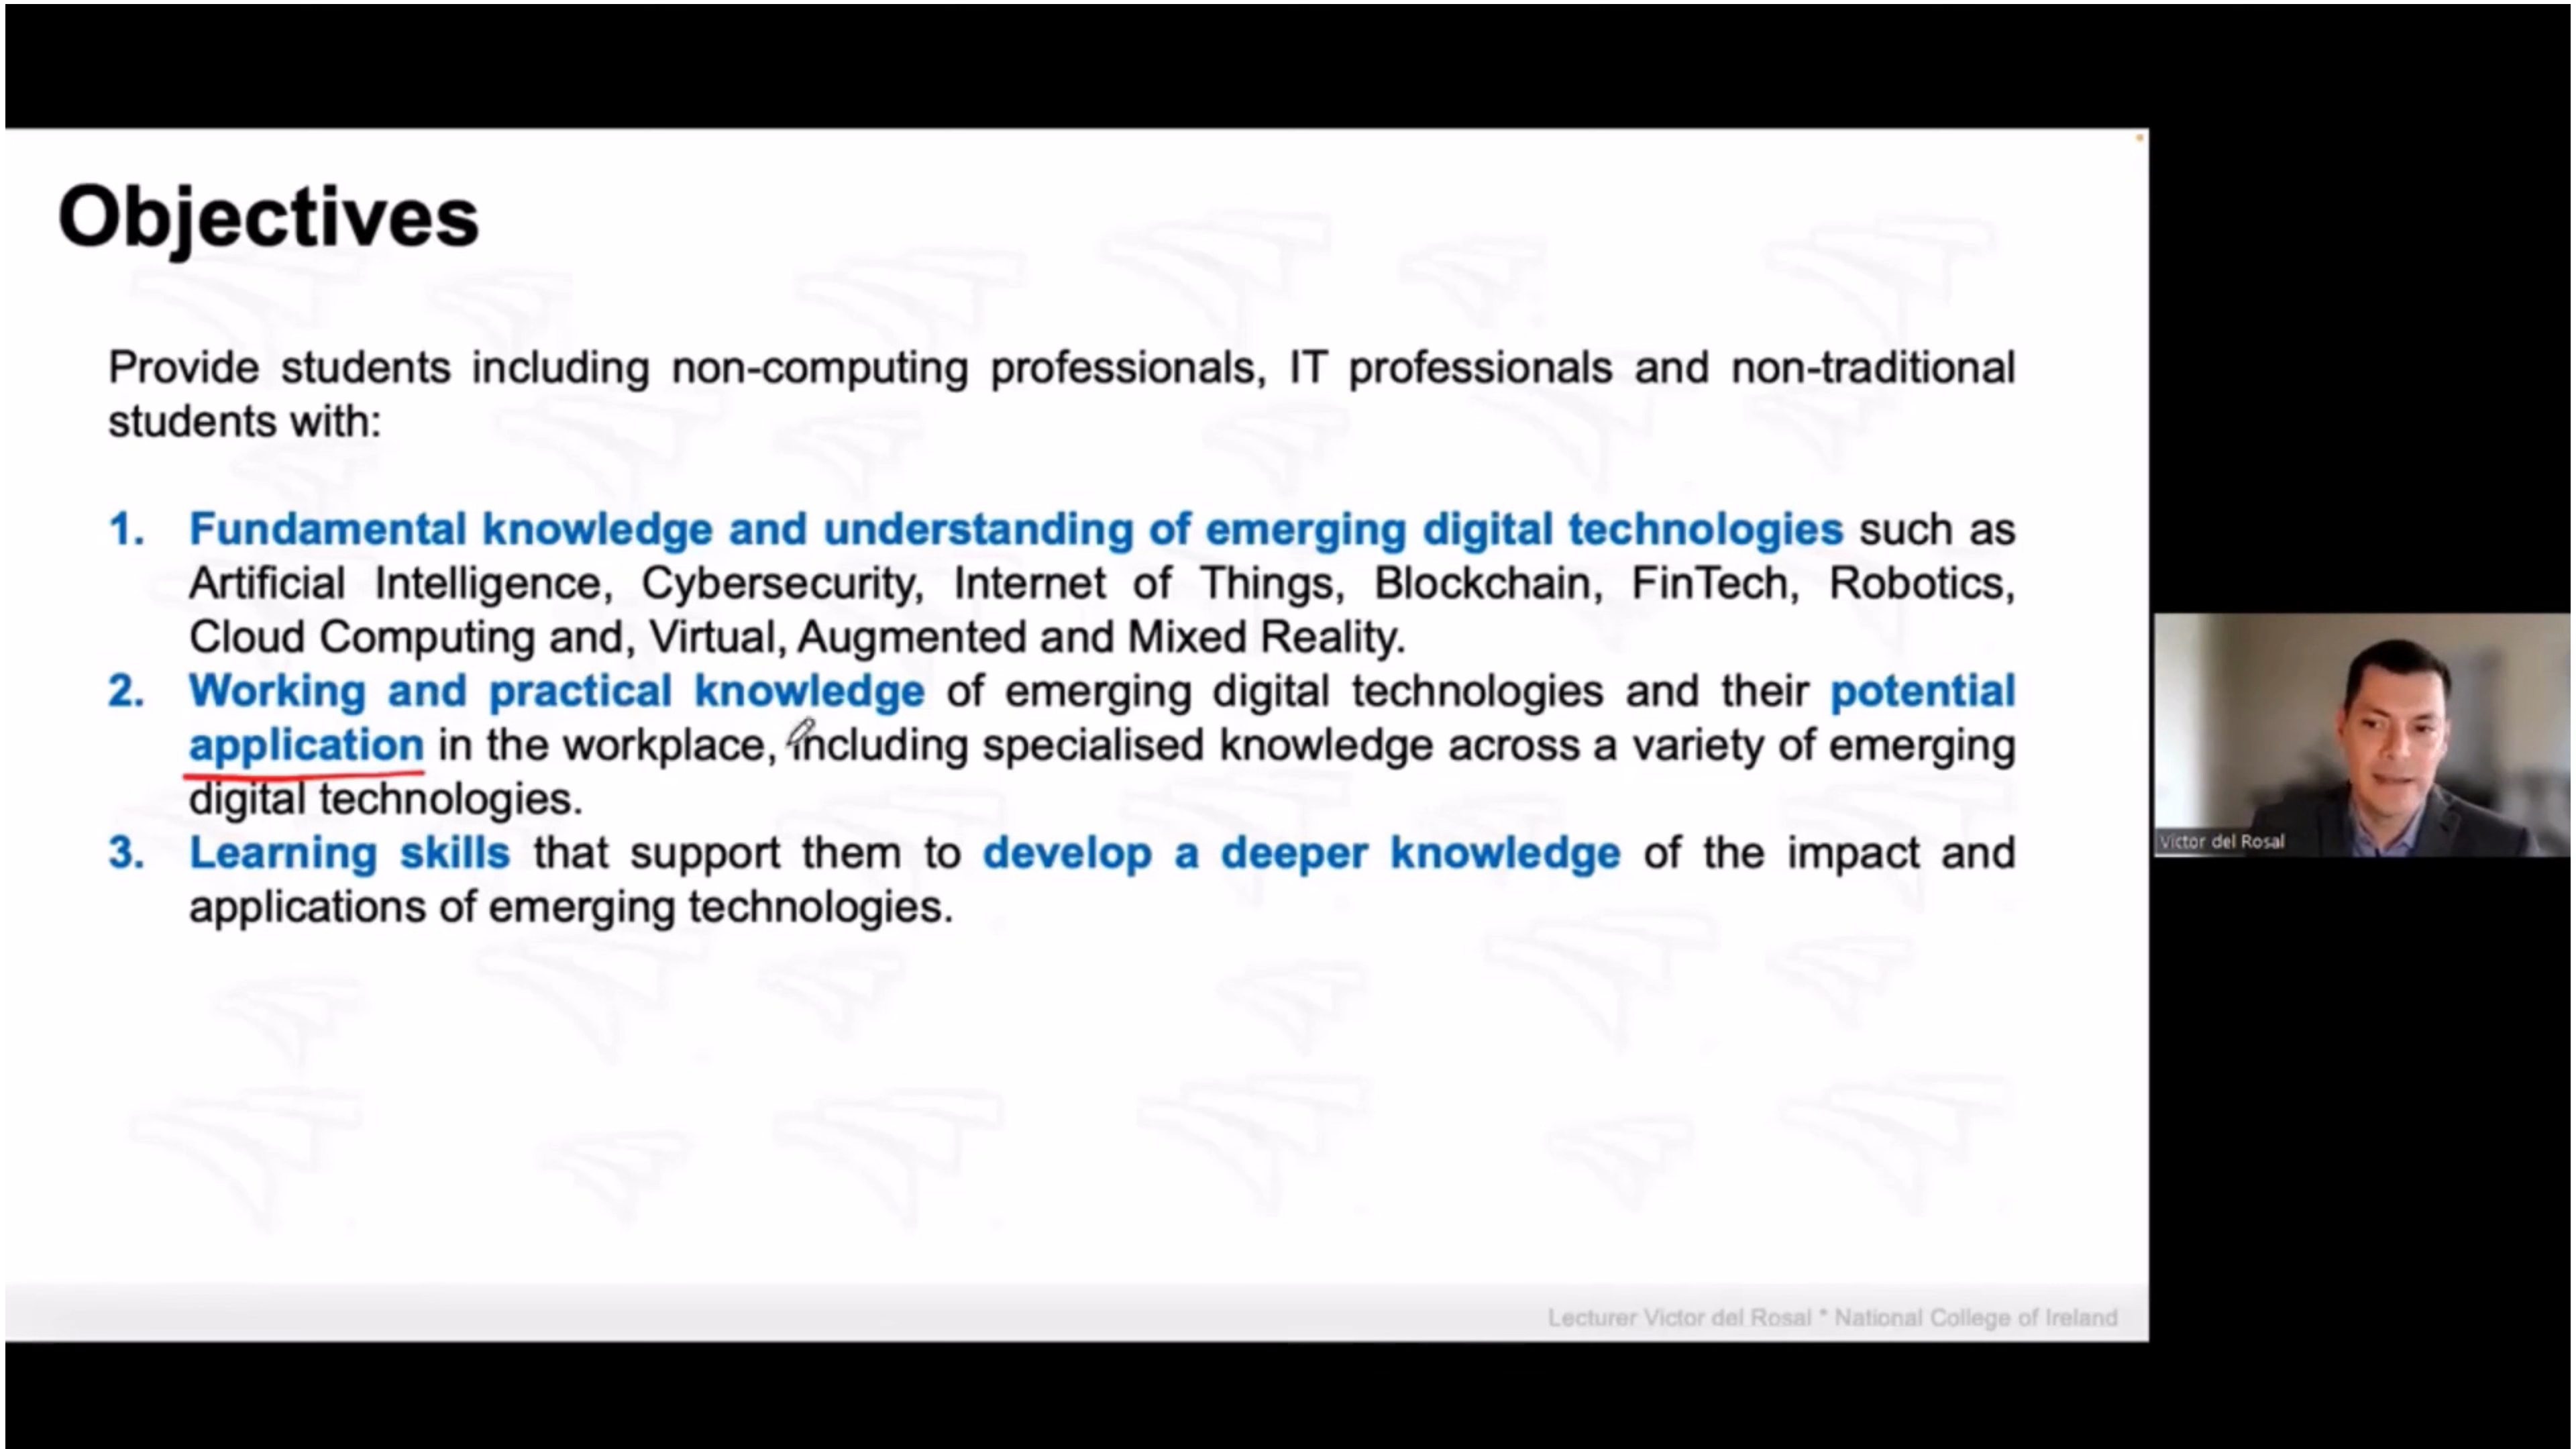 Objectives
Provide students including non-computing professionals, IT professionals and non-traditional
students with:
1. Fundamental knowledge and understanding of emerging digital technologies such as
Artificial Intelligence, Cybersecurity, Internet of Things, Blockchain, FinTech, Robotics,
Cloud Computing and, Virtual, Augmented and Mixed Reality.
2. Working and practical knowledge of emerging digital technologies and their potential
application in the workplace, including specialised knowledge across a variety of emerging
digital technologies.
3. Learning skills that support them to develop a deeper knowledge of the impact and
applications of emerging technologies.
Victor del Rosal
Lecturer Victor del Rosal * National College of Ireland